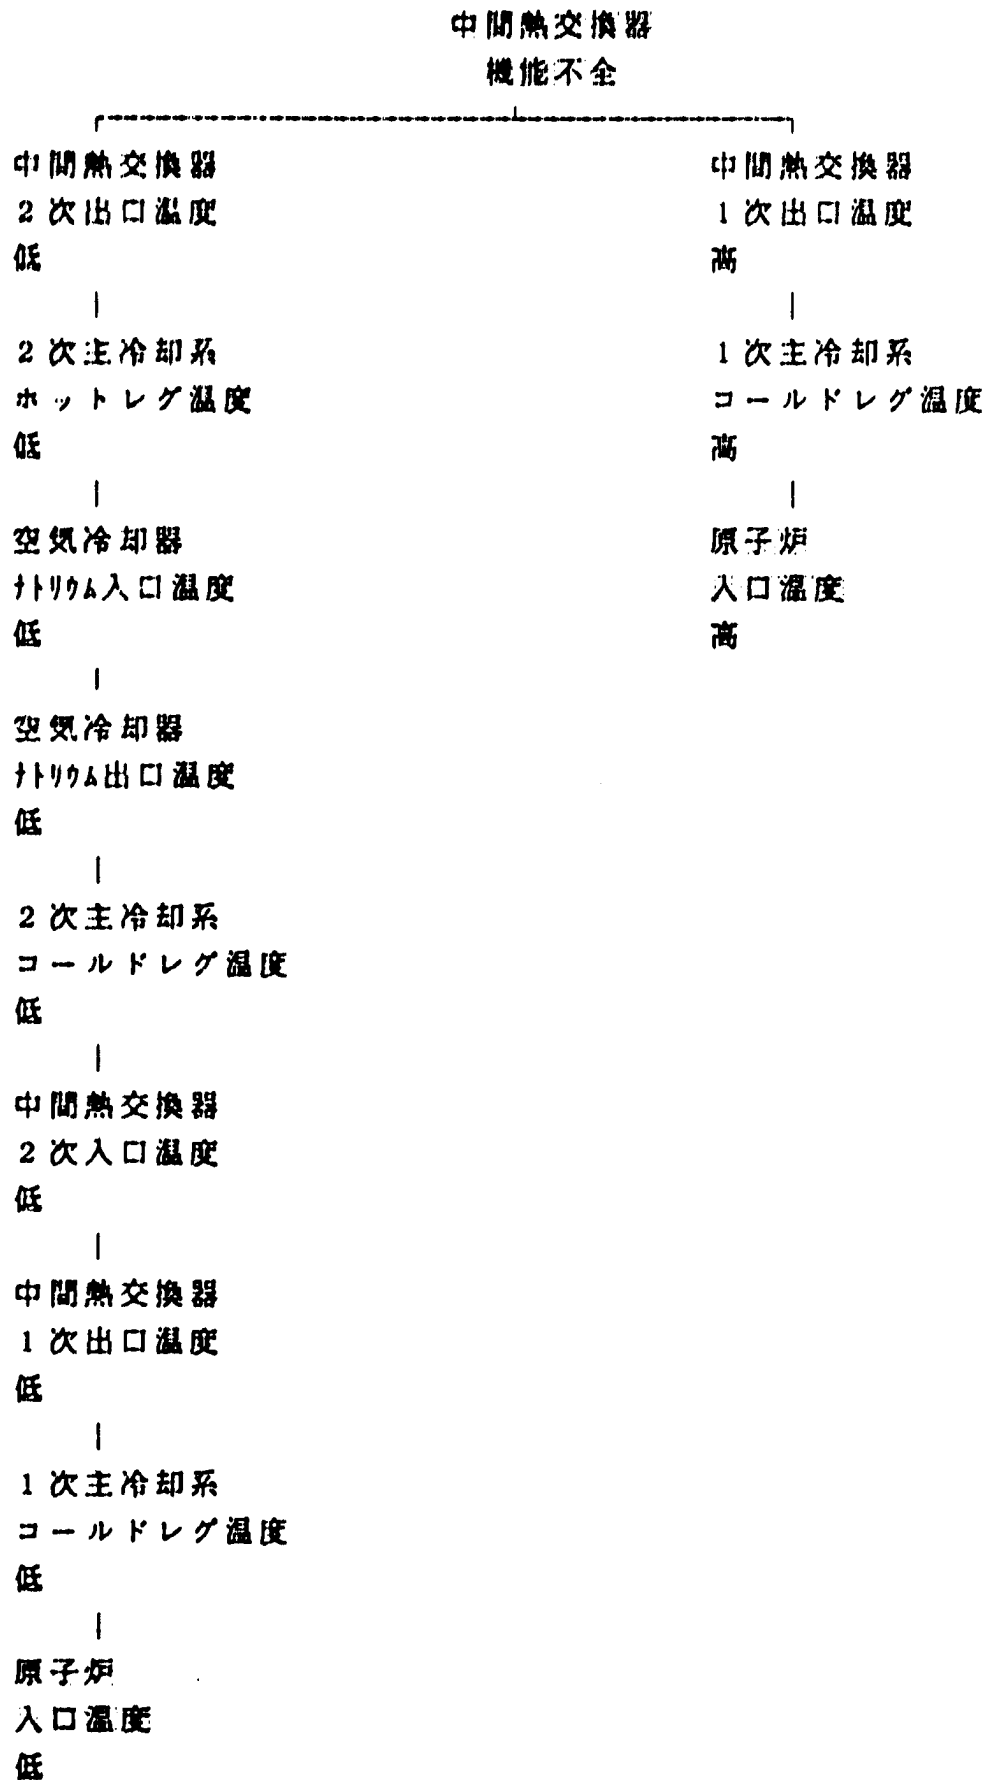 中間熱交換器
機能不全
中間熱交換器
2次出口温度
低
2次主冷却系
ホットレグ温度
低
空気冷却器
ﾅﾄﾘｳﾑ入口温度
低
空気冷却器
ﾅﾄﾘｳﾑ出口温度
低
2次主冷却系
コールドレグ温度
低
中間熱交換器
2次入口温度
低
中間熱交換器
1次出口温度
低
1次主冷却系
コールドレグ温度
低
原子炉
入口温度
低
中間熱交換器
1次出口温度
高
1次主冷却系
コールドレグ温度
高
原子炉
入口温度
高